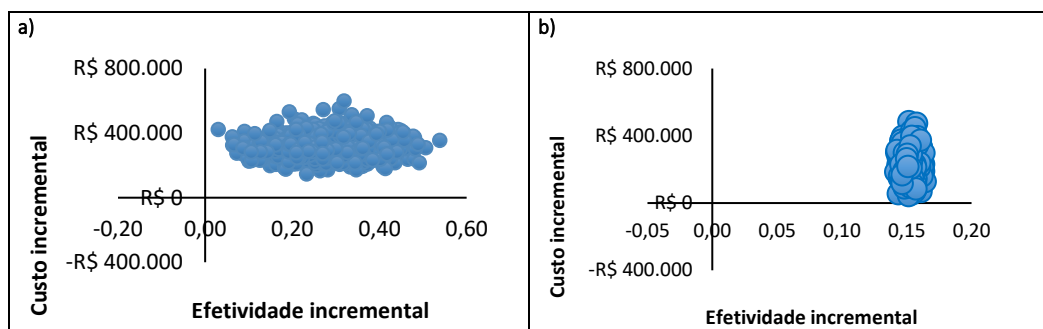 a)
R$ 800.000
R$ 400.000
R$ 0
-R$ 400.000
-0,20 0,00 0,20 0,40 0,60
Custo incremental
Efetividade incremental
b)
R$ 800.000
R$ 400.000
R$ 0
-R$ 400.000
-0,05 0,00 0,05 0,10 0,15 0,20
Custo incremental
Efetividade incremental